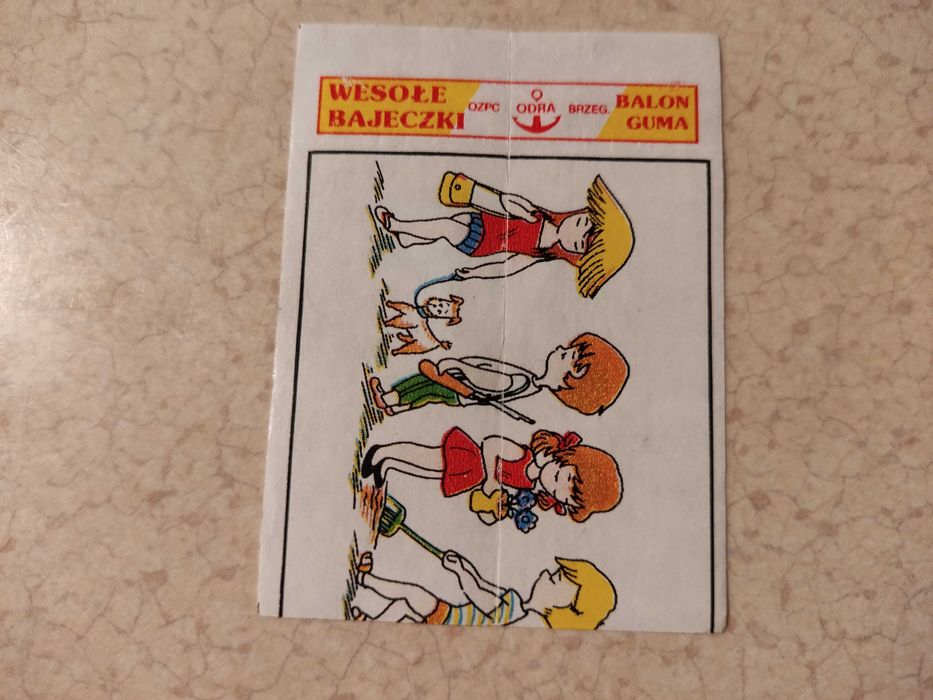 WESOŁE
BAJECZKI
OZPC ODRA BRZEG.
BALON
GUMA